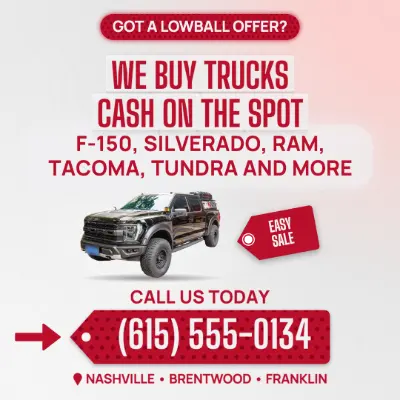 GOT A LOWBALL OFFER?
WE BUY TRUCKS
CASH ON THE SPOT
F-150, SILVERADO, RAM,
TACOMA, TUNDRA AND MORE
EASY
SALE
CALL US TODAY
(615) 555-0134
NASHVILLE • BRENTWOOD • FRANKLIN